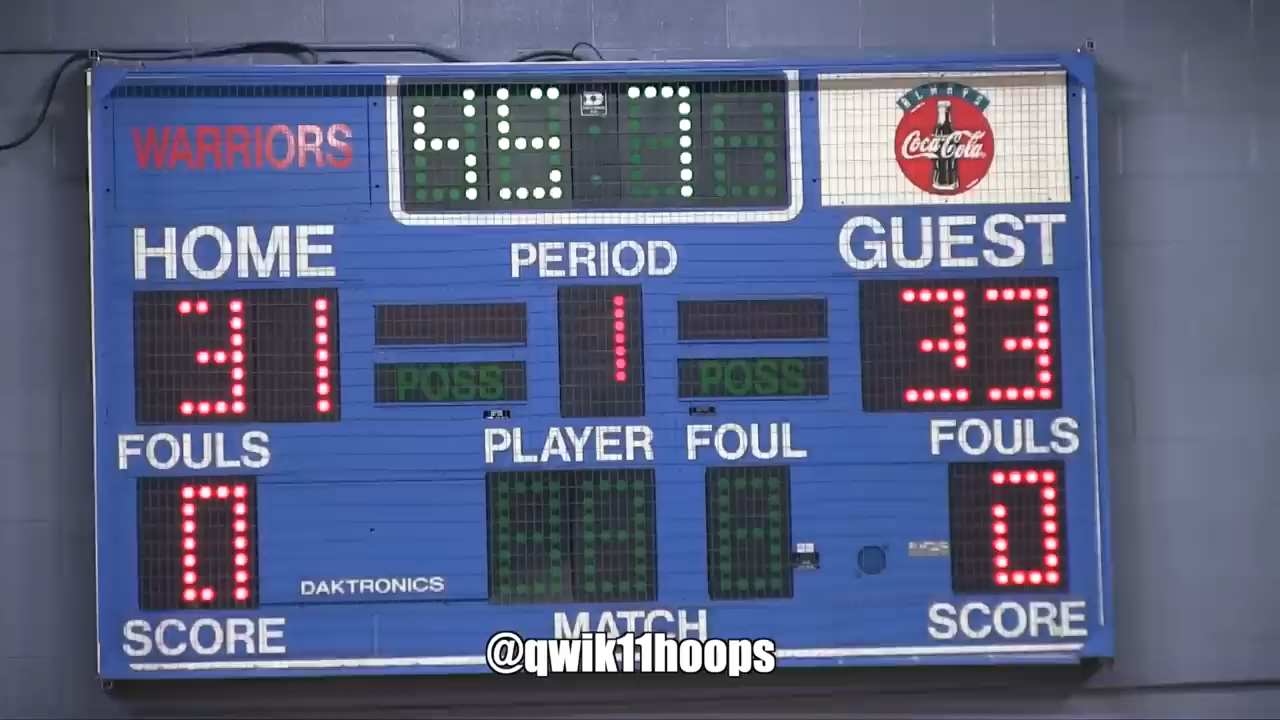 WARRIORS
ALWAYS
Coca-Cola
HOME
PERIOD
GUEST
31
1
33
POSS
POSS
FOULS
PLAYER
FOUL
FOULS
0
0
DAKTRONICS
SCORE
MATCH
SCORE
@qwik11hoops